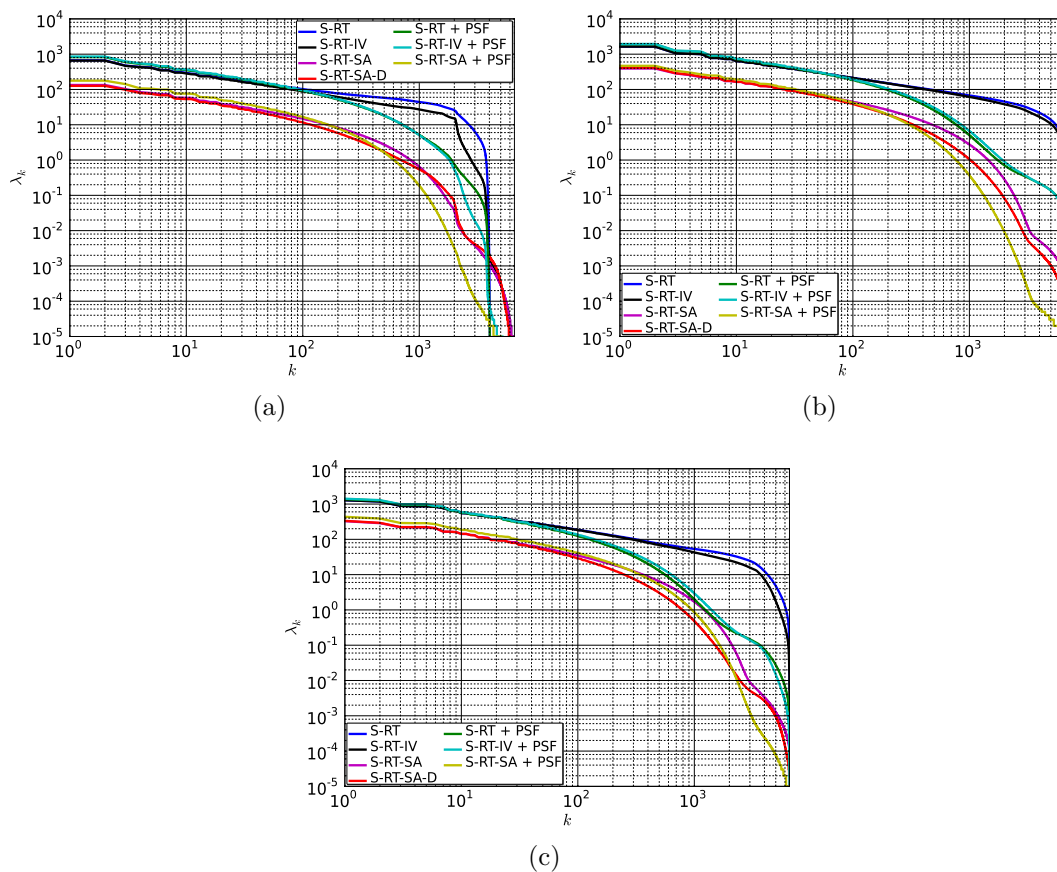 10^4
10^3
10^2
10^1
10^0
10^-1
10^-2
10^-3
10^-4
10^-5
λ_k
S-RT S-RT + PSF
S-RT-IV S-RT-IV + PSF
S-RT-SA S-RT-SA + PSF
S-RT-SA-D
10^0 10^1 10^2 10^3
k
(a)
10^4
10^3
10^2
10^1
10^0
10^-1
10^-2
10^-3
10^-4
10^-5
λ_k
S-RT S-RT + PSF
S-RT-IV S-RT-IV + PSF
S-RT-SA S-RT-SA + PSF
S-RT-SA-D
10^0 10^1 10^2 10^3
k
(b)
10^4
10^3
10^2
10^1
10^0
10^-1
10^-2
10^-3
10^-4
10^-5
λ_k
S-RT S-RT + PSF
S-RT-IV S-RT-IV + PSF
S-RT-SA S-RT-SA + PSF
S-RT-SA-D
10^0 10^1 10^2 10^3
k
(c)